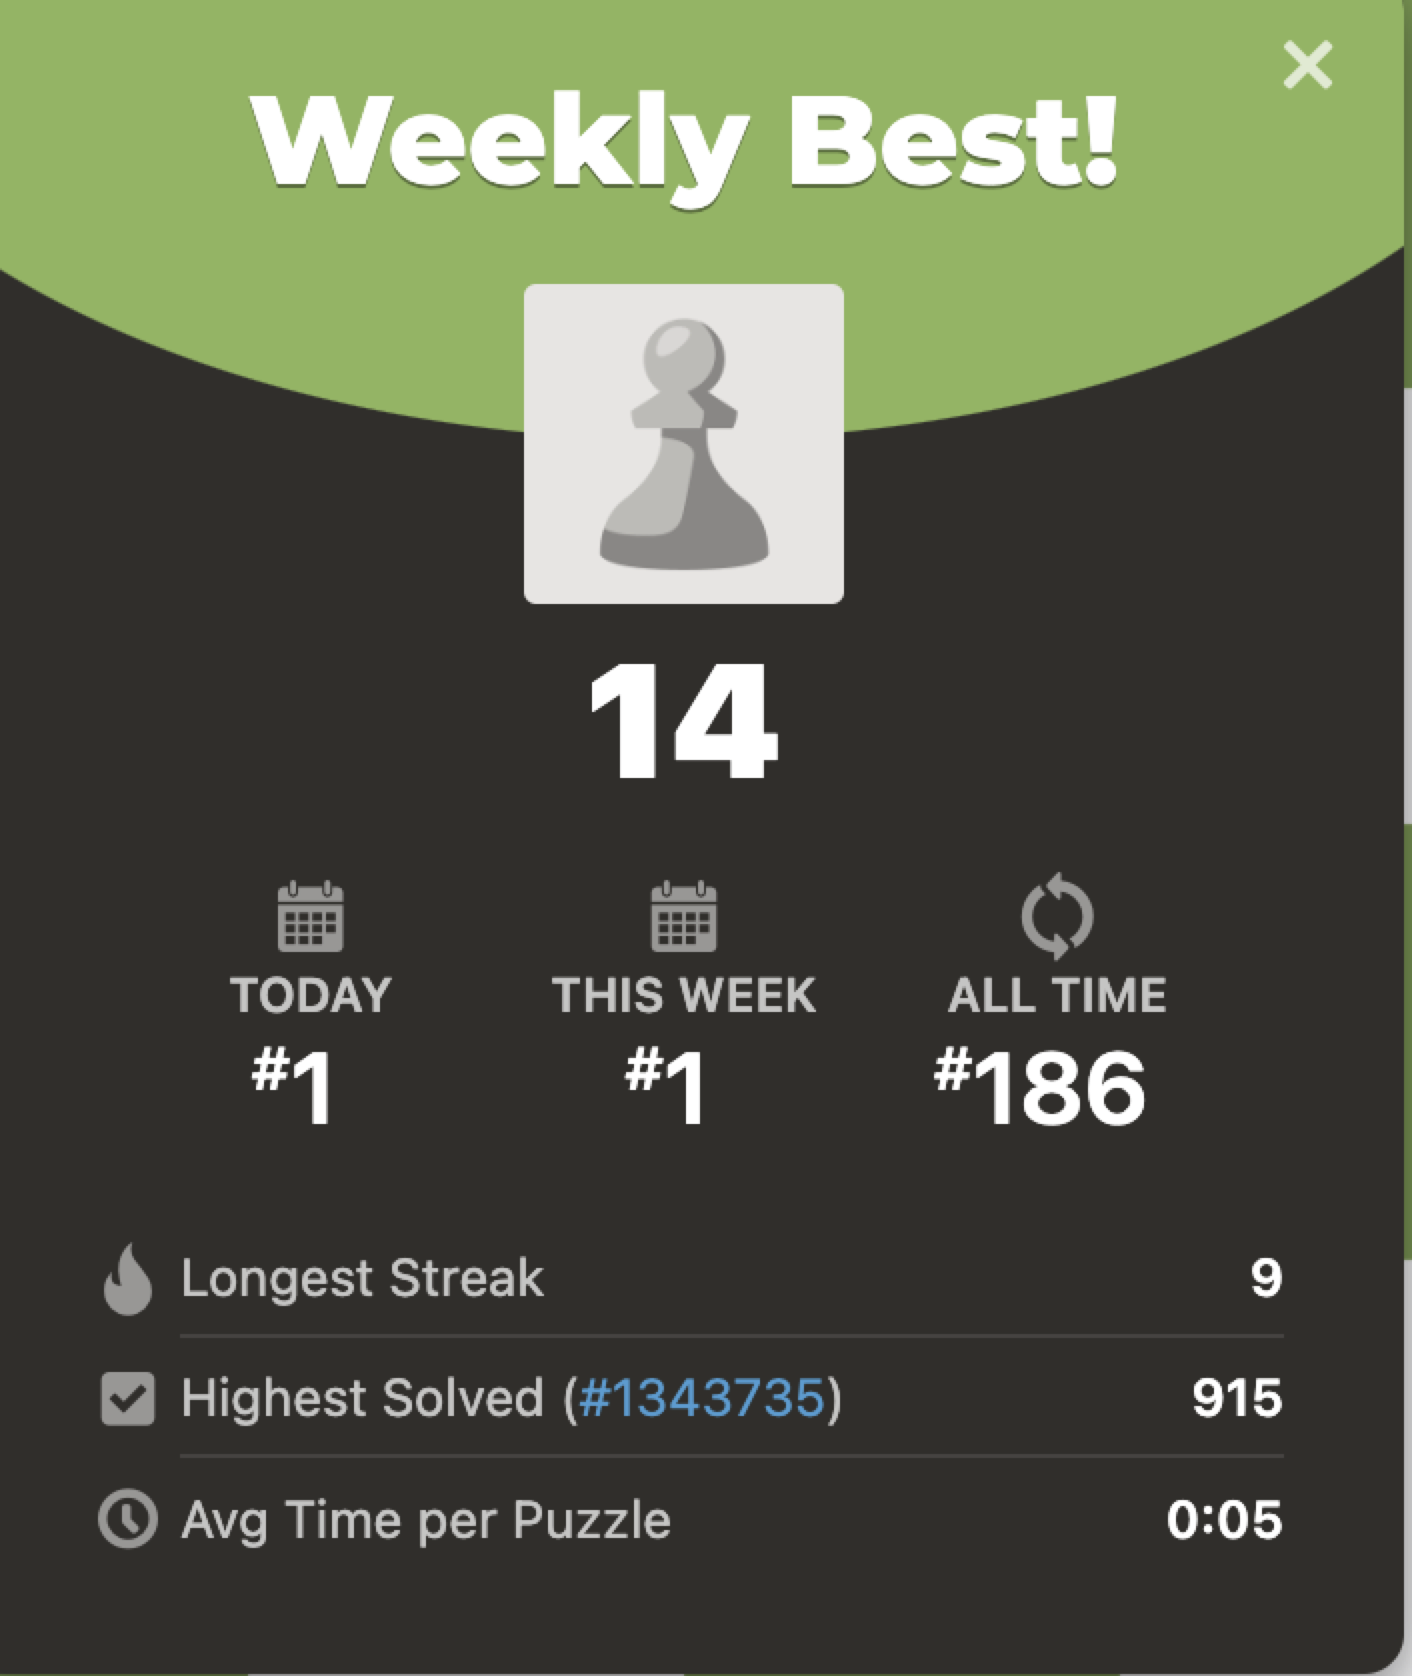 Weekly Best!
14
TODAY THIS WEEK ALL TIME
#1 #1 #186
Longest Streak 9
Highest Solved (#1343735) 915
Avg Time per Puzzle 0:05